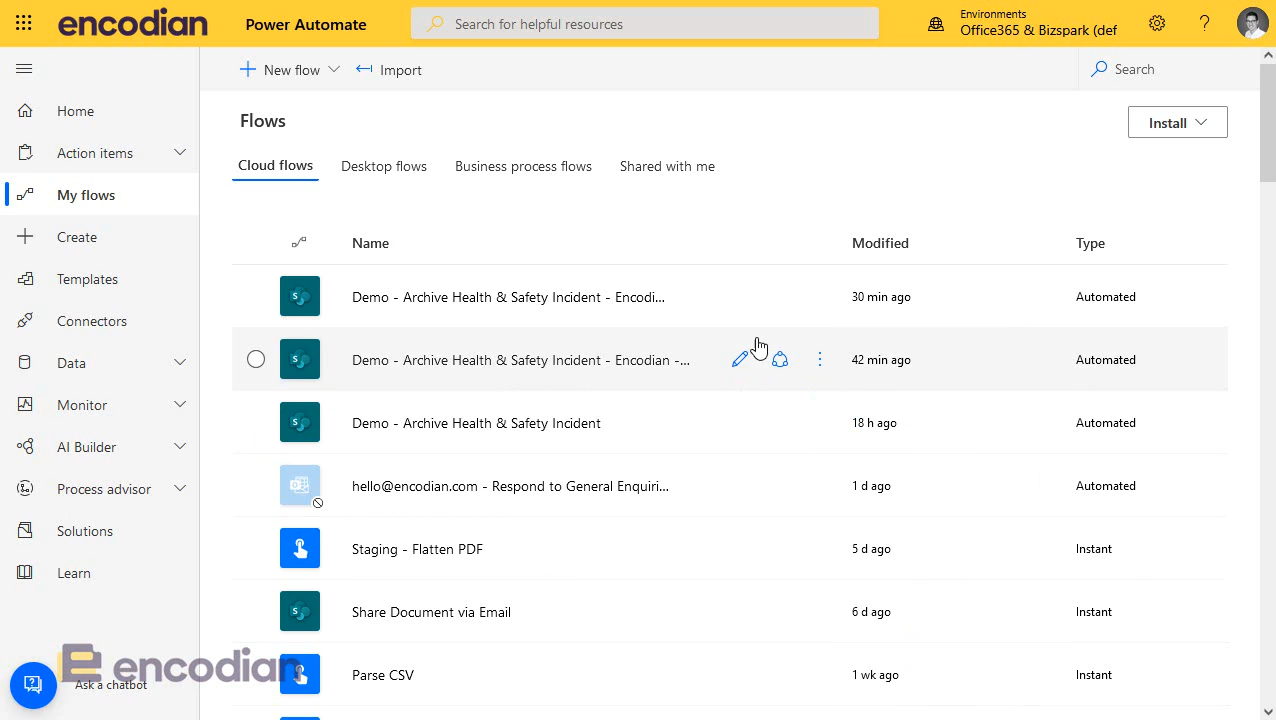 encodian
Power Automate
Search for helpful resources
Environments
Office365 & Bizspark (def
New flow
Import
Search
Home
Action items
My flows
Create
Templates
Connectors
Data
Monitor
AI Builder
Process advisor
Solutions
Learn
Ask a chatbot
encodian
Flows
Install
Cloud flows
Desktop flows
Business process flows
Shared with me
Name Modified Type
Demo - Archive Health & Safety Incident - Encodi... 30 min ago Automated
Demo - Archive Health & Safety Incident - Encodian -... 42 min ago Automated
Demo - Archive Health & Safety Incident 18 h ago Automated
hello@encodian.com - Respond to General Enquiri... 1 d ago Automated
Staging - Flatten PDF 5 d ago Instant
Share Document via Email 6 d ago Instant
Parse CSV 1 wk ago Instant